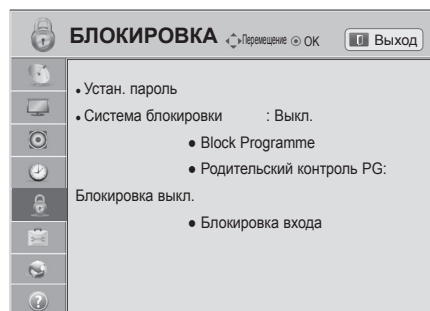 БЛОКИРОВКА Перемещение OK Выход
• Устан. пароль
• Система блокировки : Выкл.
● Block Programme
● Родительский контроль PG:
Блокировка выкл.
● Блокировка входа